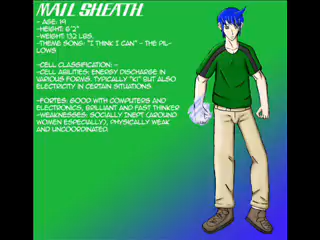 MAIL SHEATH
- AGE: 19
-HEIGHT: 6'2"
-WEIGHT: 132 LBS.
-THEME SONG: "I THINK I CAN" - THE PIL-
LOWS
-CELL CLASSIFICATION: -
-CELL ABILITIES: ENERGY DISCHARGE IN
VARIOUS FORMS. TYPICALLY "KI" BUT ALSO
ELECTRICITY IN CERTAIN SITUATIONS
-FORTES: GOOD WITH COMPUTERS AND
ELECTRONICS, BRILLIANT AND FAST THINKER
-WEAKNESSES: SOCIALLY INEPT (AROUND
WOMEN ESPECIALLY), PHYSICALLY WEAK
AND UNCOORDINATED.